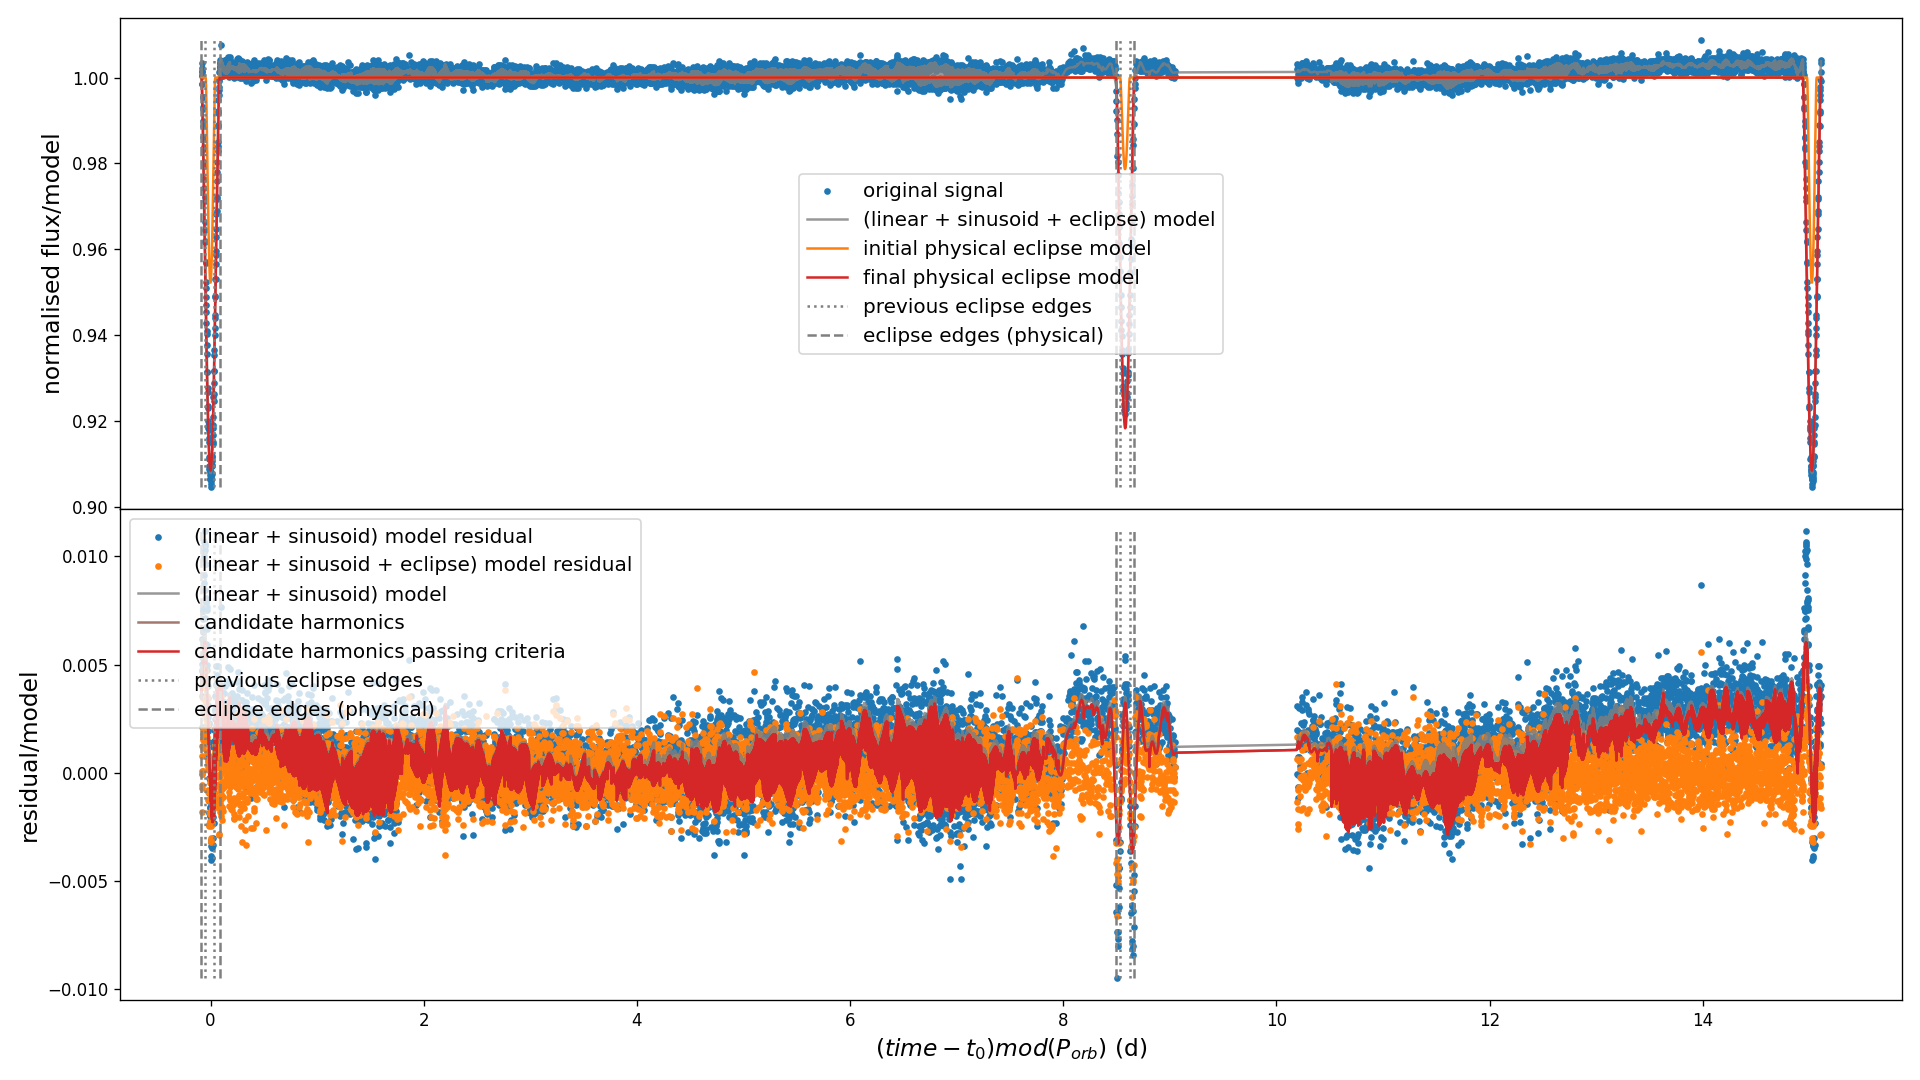 normalised flux/model
1.00
0.98
0.96
0.94
0.92
0.90
original signal
(linear + sinusoid + eclipse) model
initial physical eclipse model
final physical eclipse model
previous eclipse edges
eclipse edges (physical)
residual/model
0.010
0.005
0.000
−0.005
−0.010
(linear + sinusoid) model residual
(linear + sinusoid + eclipse) model residual
(linear + sinusoid) model
candidate harmonics
candidate harmonics passing criteria
previous eclipse edges
eclipse edges (physical)
0 2 4 6 8 10 12 14
(time − t₀)mod(P_orb) (d)